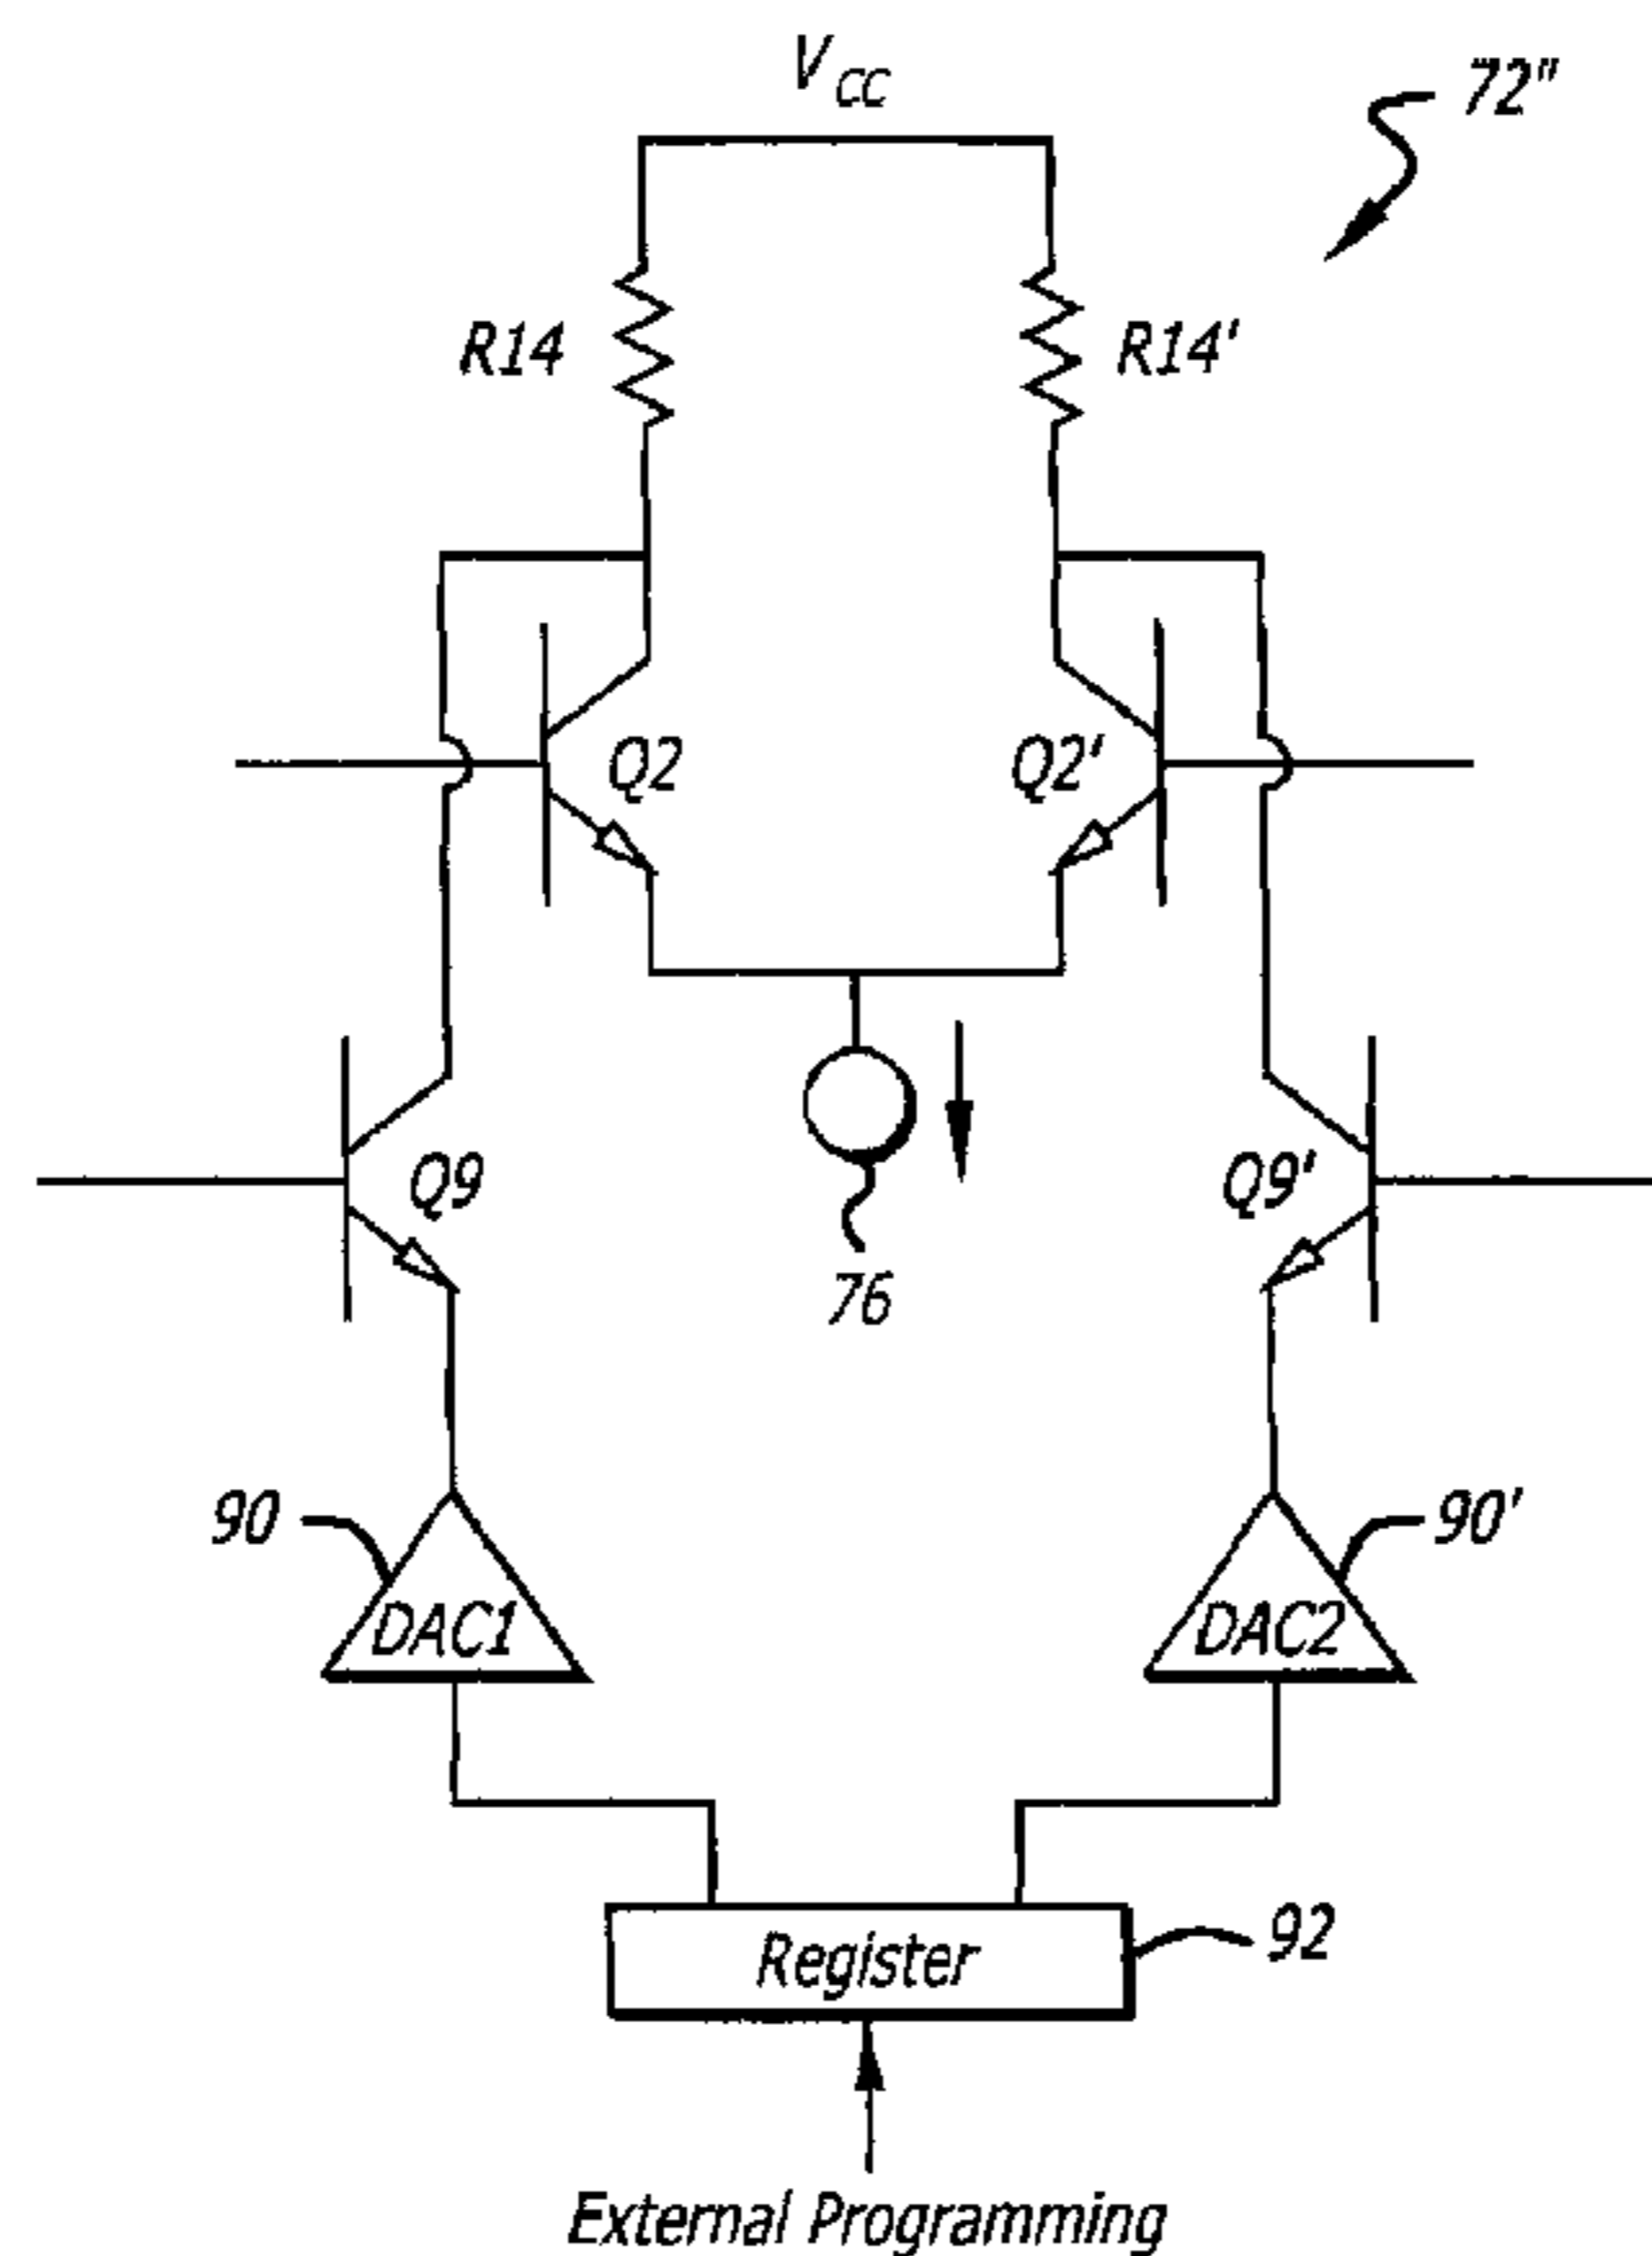 V_CC
72"
R14
R14'
Q2
Q2'
Q9
Q9'
76
90
90'
DAC1
DAC2
Register
92
External Programming